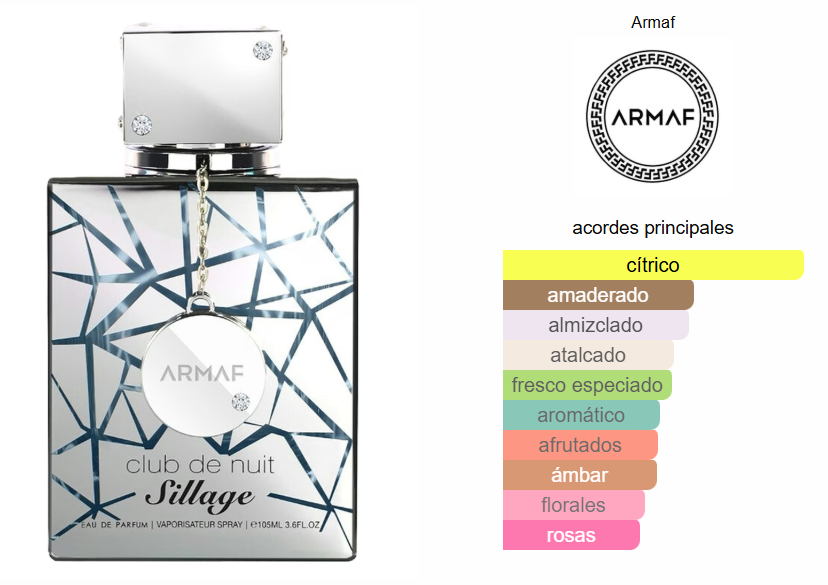 ARMAF
club de nuit
Sillage
EAU DE PARFUM | VAPORISATEUR SPRAY | ℮105ML 3.6FL.OZ
Armaf
ARMAF
acordes principales
cítrico
amaderado
almizclado
atalcado
fresco especiado
aromático
afrutados
ámbar
florales
rosas